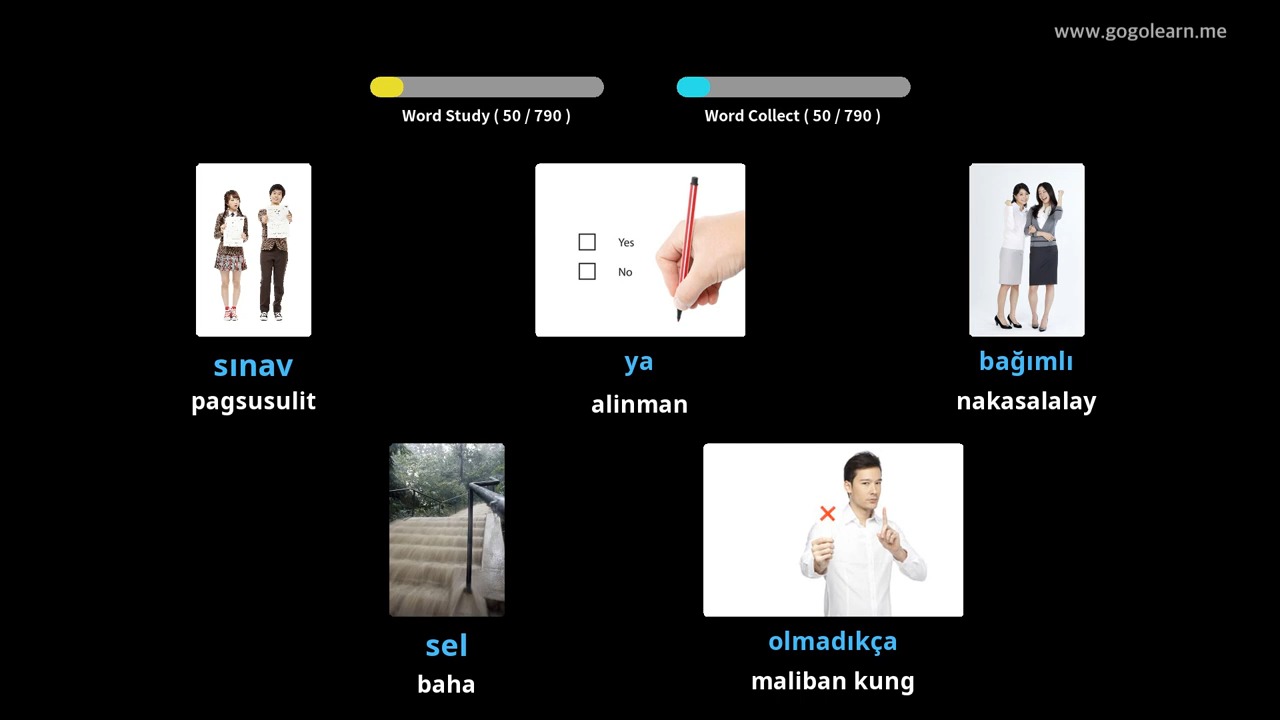 www.gogolearn.me
Word Study ( 50 / 790 )
Word Collect ( 50 / 790 )
Yes
No
sınav
pagsusulit
ya
alinman
bağımlı
nakasalalay
sel
baha
olmadıkça
maliban kung